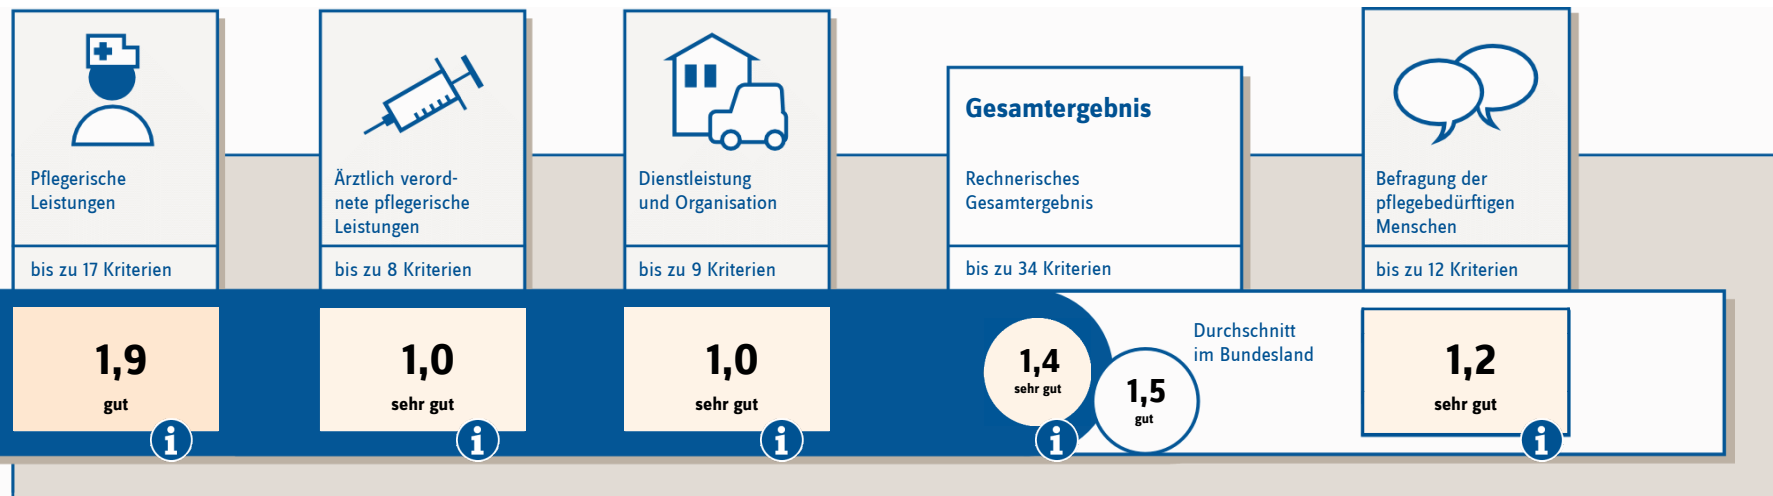 Pflegerische
Leistungen
bis zu 17 Kriterien
1,9
gut
Ärztlich verord-
nete pflegerische
Leistungen
bis zu 8 Kriterien
1,0
sehr gut
Dienstleistung
und Organisation
bis zu 9 Kriterien
1,0
sehr gut
Gesamtergebnis
Rechnerisches
Gesamtergebnis
bis zu 34 Kriterien
1,4
sehr gut
1,5
gut
Durchschnitt
im Bundesland
Befragung der
pflegebedürftigen
Menschen
bis zu 12 Kriterien
1,2
sehr gut